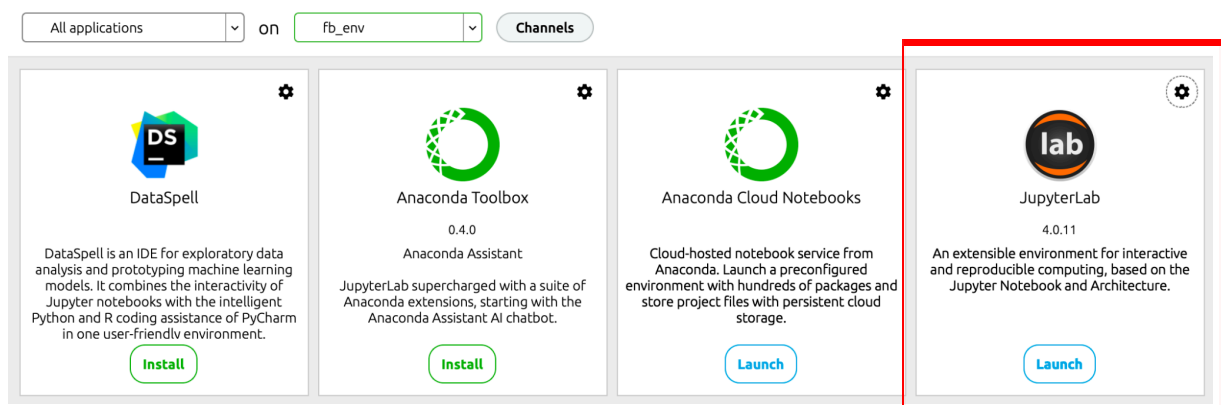 All applications on fb_env Channels
DS
DataSpell
DataSpell is an IDE for exploratory data
analysis and prototyping machine learning
models. It combines the interactivity of
Jupyter notebooks with the intelligent
Python and R coding assistance of PyCharm
in one user-friendly environment.
Install
Anaconda Toolbox
0.4.0
Anaconda Assistant
JupyterLab supercharged with a suite of
Anaconda extensions, starting with the
Anaconda Assistant AI chatbot.
Install
Anaconda Cloud Notebooks
Cloud-hosted notebook service from
Anaconda. Launch a preconfigured
environment with hundreds of packages and
store project files with persistent cloud
storage.
Launch
lab
JupyterLab
4.0.11
An extensible environment for interactive
and reproducible computing, based on the
Jupyter Notebook and Architecture.
Launch